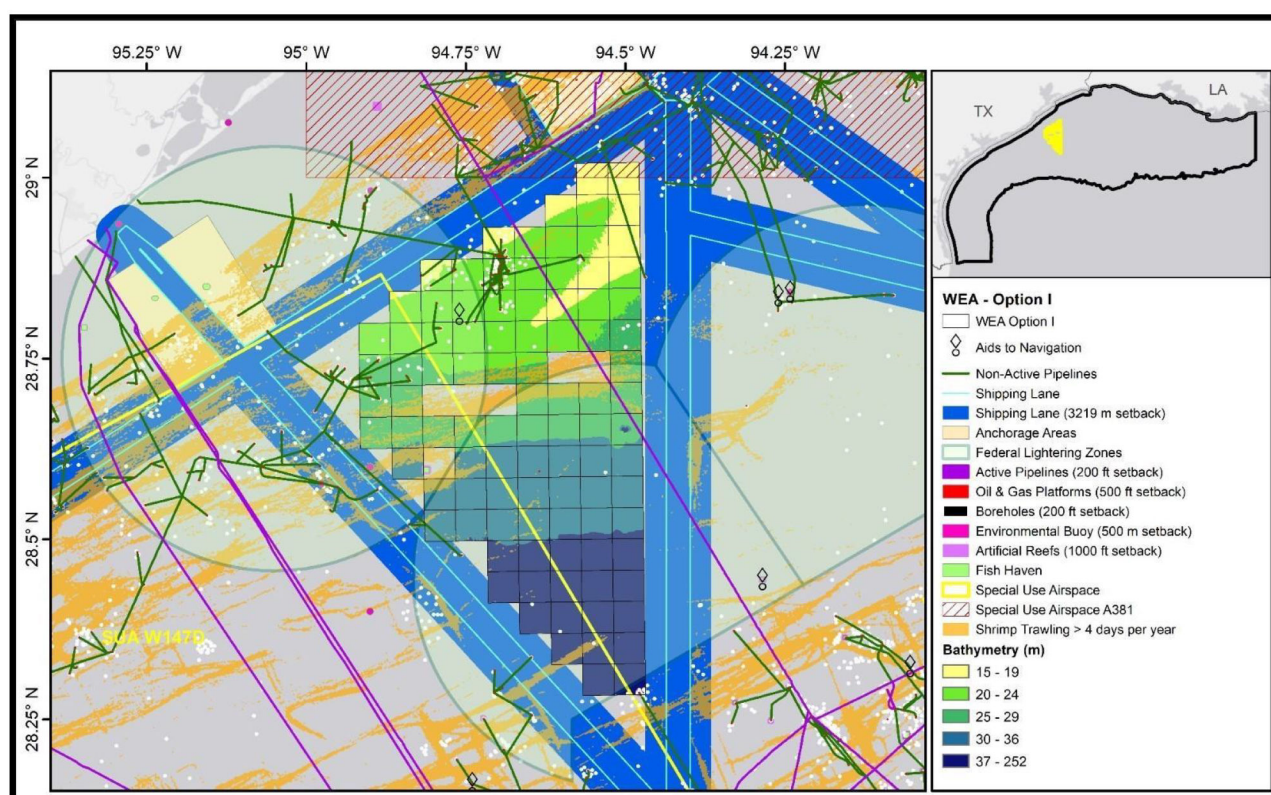 95.25° W 95° W 94.75° W 94.5° W 94.25° W
29° N
28.75° N
28.5° N
28.25° N
SUA W147D
TX
LA
WEA - Option I
WEA Option I
Aids to Navigation
Non-Active Pipelines
Shipping Lane
Shipping Lane (3219 m setback)
Anchorage Areas
Federal Lightering Zones
Active Pipelines (200 ft setback)
Oil & Gas Platforms (500 ft setback)
Boreholes (200 ft setback)
Environmental Buoy (500 m setback)
Artificial Reefs (1000 ft setback)
Fish Haven
Special Use Airspace
Special Use Airspace A381
Shrimp Trawling > 4 days per year
Bathymetry (m)
15 - 19
20 - 24
25 - 29
30 - 36
37 - 252